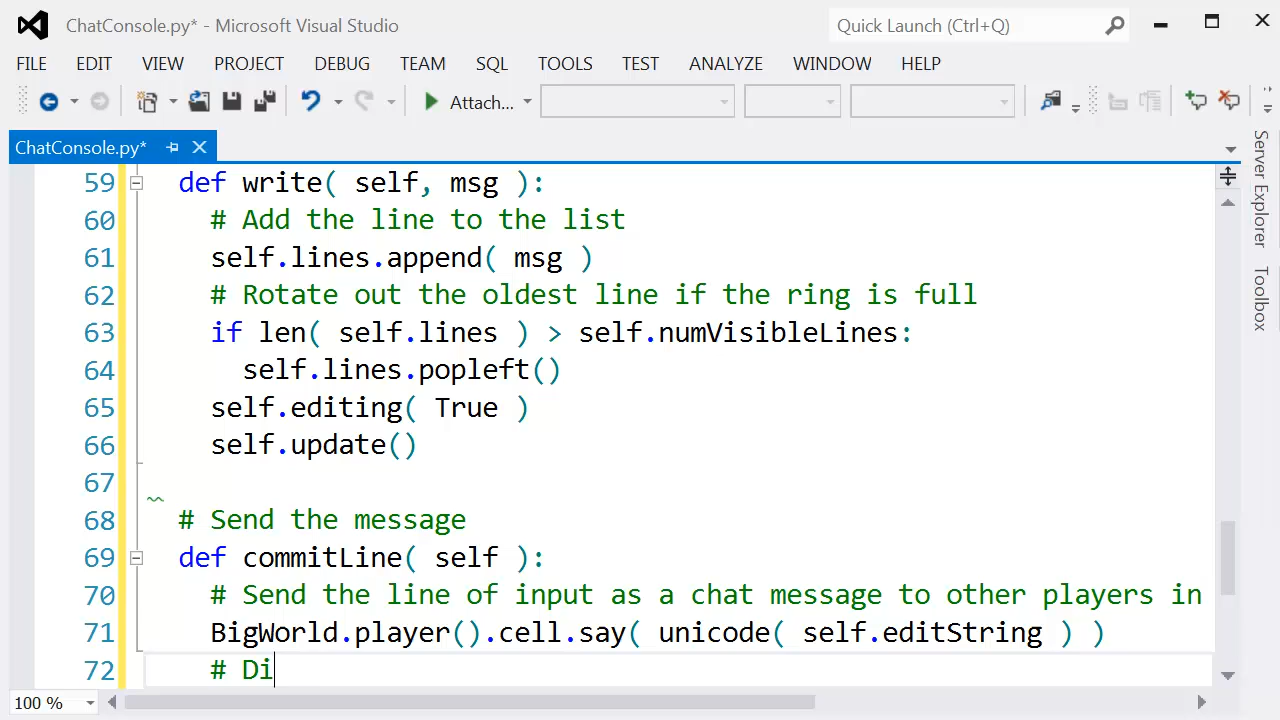 ChatConsole.py* - Microsoft Visual Studio
Quick Launch (Ctrl+Q)
FILE EDIT VIEW PROJECT DEBUG TEAM SQL TOOLS TEST ANALYZE WINDOW HELP
Attach...
ChatConsole.py*
59 def write( self, msg ):
60 # Add the line to the list
61 self.lines.append( msg )
62 # Rotate out the oldest line if the ring is full
63 if len( self.lines ) > self.numVisibleLines:
64 self.lines.popleft()
65 self.editing( True )
66 self.update()
67
68 # Send the message
69 def commitLine( self ):
70 # Send the line of input as a chat message to other players in
71 BigWorld.player().cell.say( unicode( self.editString ) )
72 # Di
100 %
Server Explorer
Toolbox